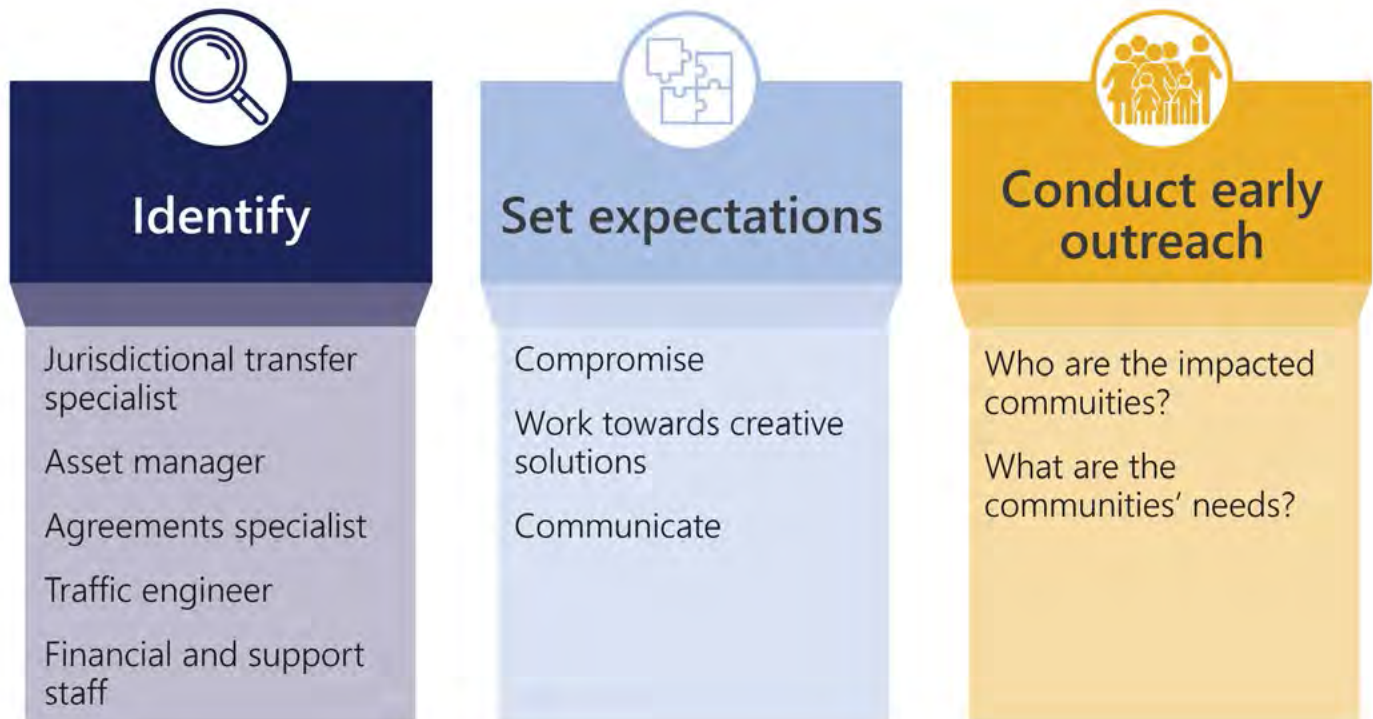 Identify
Jurisdictional transfer
specialist
Asset manager
Agreements specialist
Traffic engineer
Financial and support
staff
Set expectations
Compromise
Work towards creative
solutions
Communicate
Conduct early
outreach
Who are the impacted
commuities?
What are the
communities’ needs?